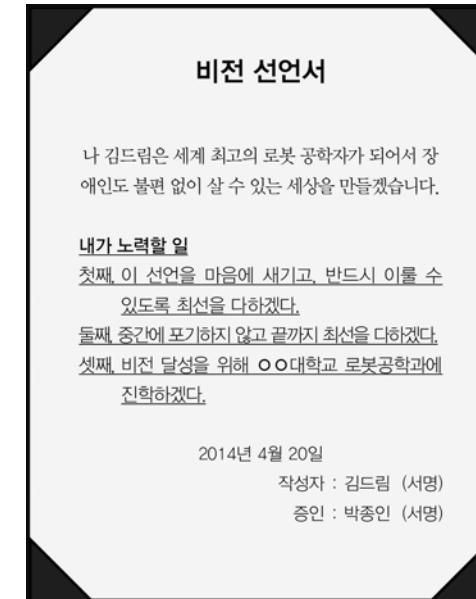 비전 선언서
나 김드림은 세계 최고의 로봇 공학자가 되어서 장
애인도 불편 없이 살 수 있는 세상을 만들겠습니다.
내가 노력할 일
첫째, 이 선언을 마음에 새기고, 반드시 이룰 수
있도록 최선을 다하겠다.
둘째, 중간에 포기하지 않고 끝까지 최선을 다하겠다.
셋째, 비전 달성을 위해 ㅇㅇ대학교 로봇공학과에
진학하겠다.
2014년 4월 20일
작성자 : 김드림 (서명)
증인 : 박종인 (서명)